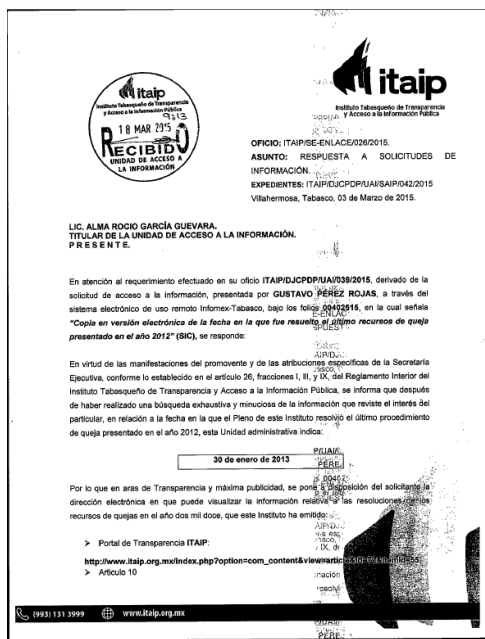 itaip
Instituto Tabasqueño de Transparencia
y Acceso a la Información Pública
9:13
18 MAR 2015
RECIBIDO
UNIDAD DE ACCESO A
LA INFORMACIÓN
itaip
Instituto Tabasqueño de Transparencia
y Acceso a la Información Pública
OFICIO: ITAIP/SE-ENLACE/026/2015.
ASUNTO: RESPUESTA A SOLICITUDES DE
INFORMACIÓN.
EXPEDIENTES: ITAIP/DJCPDP/UAI/SAIP/042/2015
Villahermosa, Tabasco, 03 de Marzo de 2015.
LIC. ALMA ROCIO GARCÍA GUEVARA.
TITULAR DE LA UNIDAD DE ACCESO A LA INFORMACIÓN.
P R E S E N T E.
En atención al requerimiento efectuado en su oficio ITAIP/DJCPDP/UAI/039/2015, derivado de la
solicitud de acceso a la información, presentada por GUSTAVO PÉREZ ROJAS, a través del
sistema electrónico de uso remoto Infomex-Tabasco, bajo los folios 00402515, en la cual señala
"Copia en versión electrónica de la fecha en la que fue resuelto el último recursos de queja
presentado en el año 2012" (SIC), se responde:
En virtud de las manifestaciones del promovente y de las atribuciones específicas de la Secretaría
Ejecutiva, conforme lo establecido en el artículo 26, fracciones I, III, y IX, del Reglamento Interior del
Instituto Tabasqueño de Transparencia y Acceso a la Información Pública, se informa que después
de haber realizado una búsqueda exhaustiva y minuciosa de la información que reviste el interés del
particular, en relación a la fecha en la que el Pleno de este Instituto resolvió el último procedimiento
de queja presentado en el año 2012, esta Unidad administrativa indica:
30 de enero de 2013
Por lo que en aras de Transparencia y máxima publicidad, se pone a disposición del solicitante la
dirección electrónica en que puede visualizar la información relativa a las resoluciones de los
recursos de quejas en el año dos mil doce, que este Instituto ha emitido:
➢ Portal de Transparencia ITAIP:
http://www.itaip.org.mx/index.php?option=com_content&view=article
➢ Artículo 10
(993) 131 3999 www.itaip.org.mx